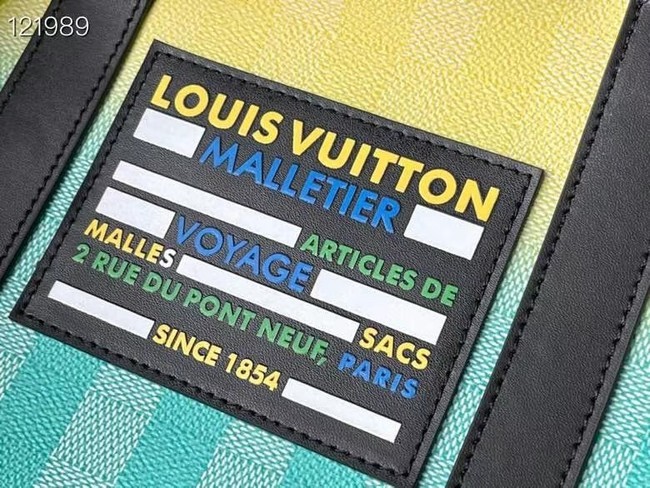 121989
LOUIS VUITTON
MALLETIER
ARTICLES DE
VOYAGE
MALLES SACS
2 RUE DU PONT NEUF, PARIS
SINCE 1854